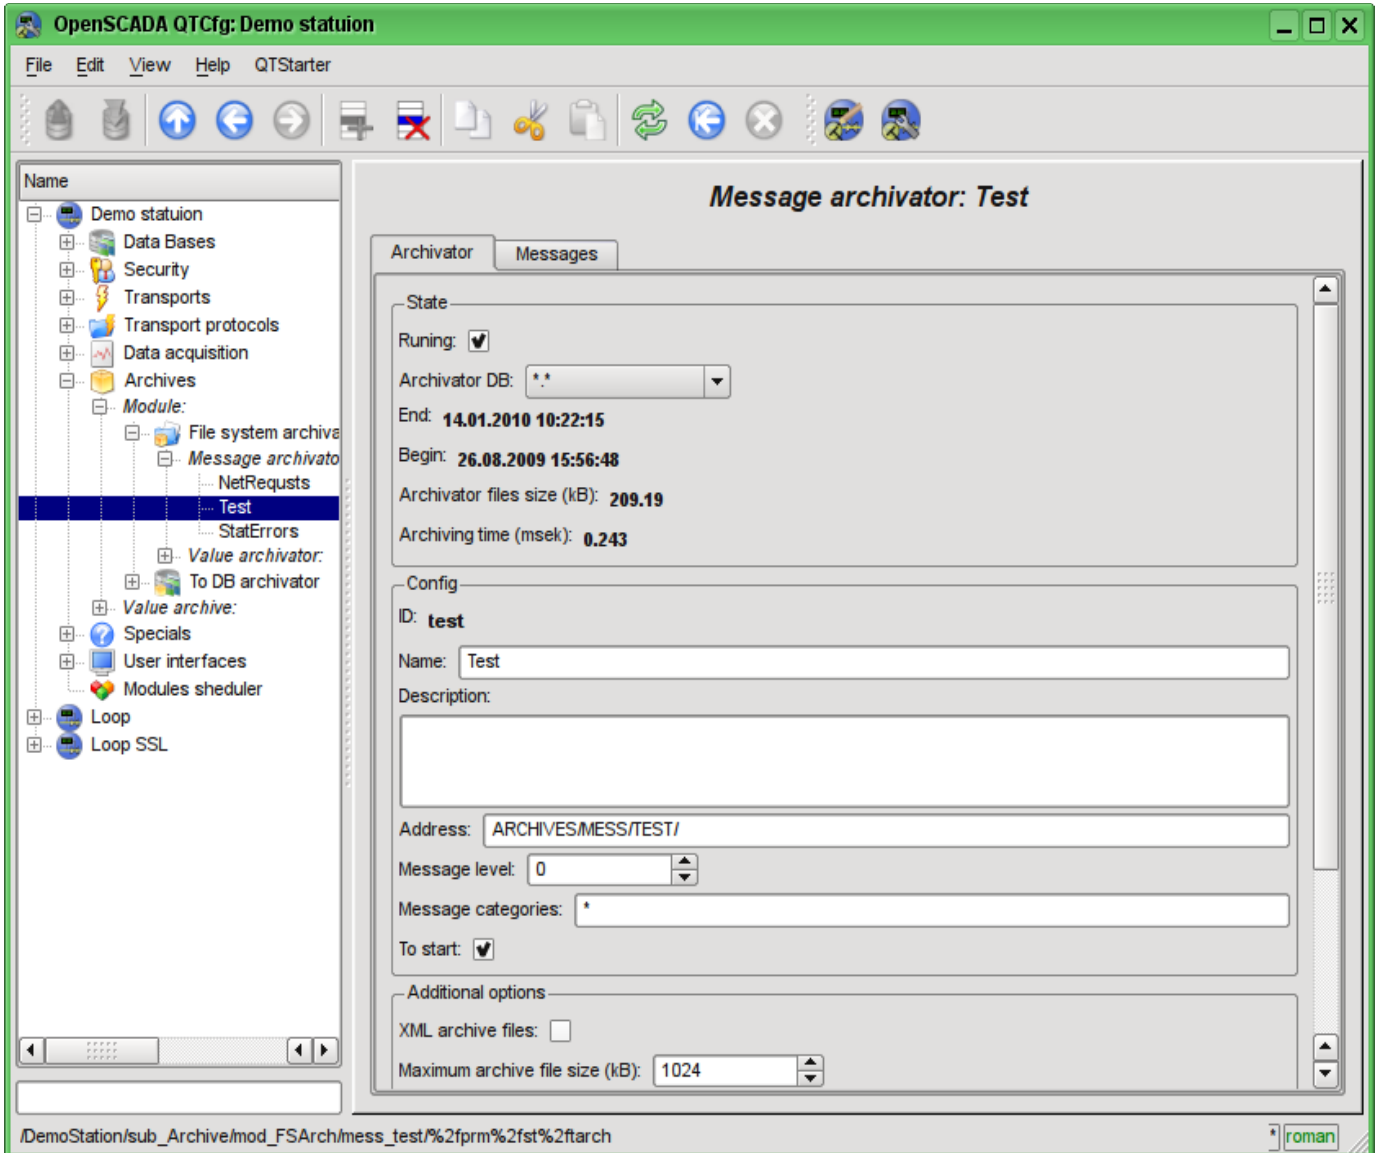 OpenSCADA QTCfg: Demo statuion
File Edit View Help QTStarter
Name
Demo statuion
Data Bases
Security
Transports
Transport protocols
Data acquisition
Archives
Module:
File system archiva
Message archivato
NetRequsts
Test
StatErrors
Value archivator:
To DB archivator
Value archive:
Specials
User interfaces
Modules sheduler
Loop
Loop SSL
Message archivator: Test
Archivator Messages
State
Runing:
Archivator DB: *.*
End: 14.01.2010 10:22:15
Begin: 26.08.2009 15:56:48
Archivator files size (kB): 209.19
Archiving time (msek): 0.243
Config
ID: test
Name: Test
Description:
Address: ARCHIVES/MESS/TEST/
Message level: 0
Message categories: *
To start:
Additional options
XML archive files:
Maximum archive file size (kB): 1024
/DemoStation/sub_Archive/mod_FSArch/mess_test/%2fprm%2fst%2ftarch
* roman